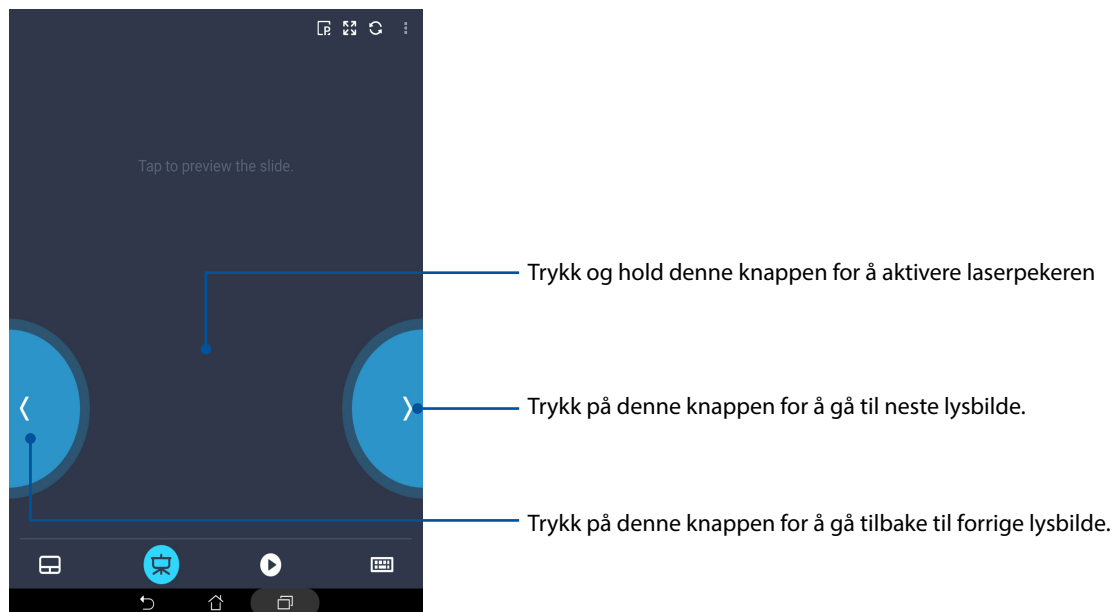 Tap to preview the slide.
Trykk og hold denne knappen for å aktivere laserpekeren
Trykk på denne knappen for å gå til neste lysbilde.
Trykk på denne knappen for å gå tilbake til forrige lysbilde.